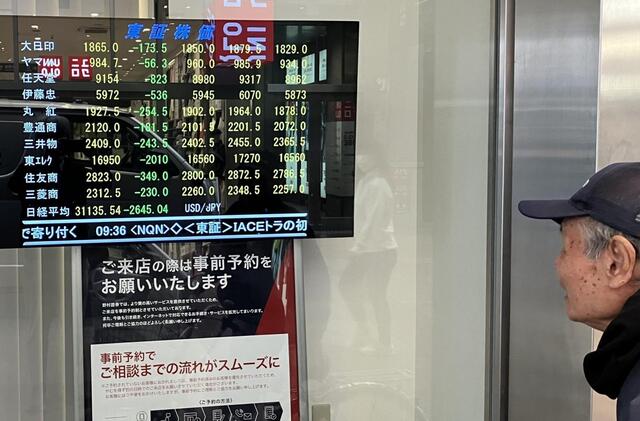 東証株価
大日印 1865.0 -173.5 1850.0 1879.5 1829.0
ヤマ 984.7 -56.3 960.0 985.9 934.0
任天堂 9154 -823 8980 9317 8962
伊藤忠 5972 -536 5945 6070 5873
丸紅 1927.5 -254.5 1902.0 1964.0 1878.0
豊通商 2120.0 -181.5 2101.0 2201.5 2072.0
三井物 2409.0 -243.5 2402.5 2455.0 2365.5
東エレク 16950 -2010 16560 17270 16560
住友商 2823.0 -349.0 2800.0 2872.5 2786.5
三菱商 2312.5 -230.0 2260.0 2348.5 2257.0
日経平均 31135.54 -2645.04 USD/JPY
で寄り付く 09:36 <NQN>◇<東証>IACEトラの初
ご来店の際は事前予約を
お願いいたします
事前予約で
ご相談までの流れがスムーズに
<ご予約の方法>